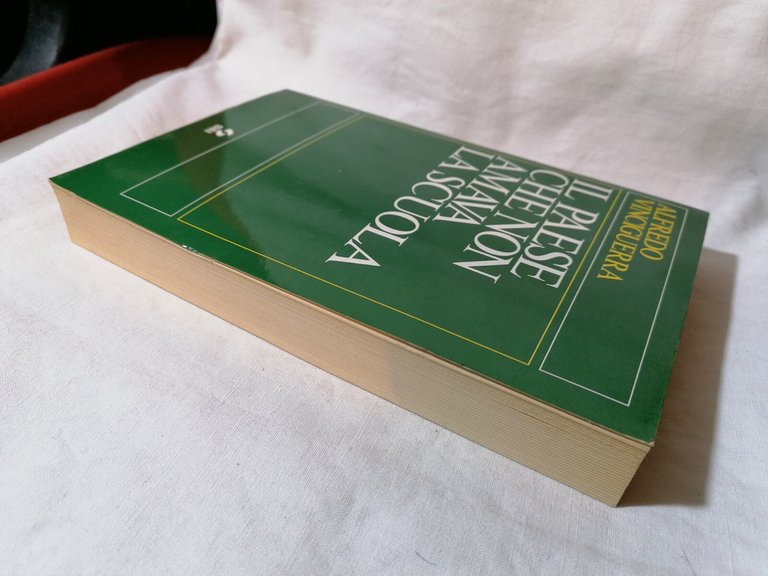 ALFREDO
VINCIGUERRA
IL PAESE
CHE NON
AMAVA
LA SCUOLA